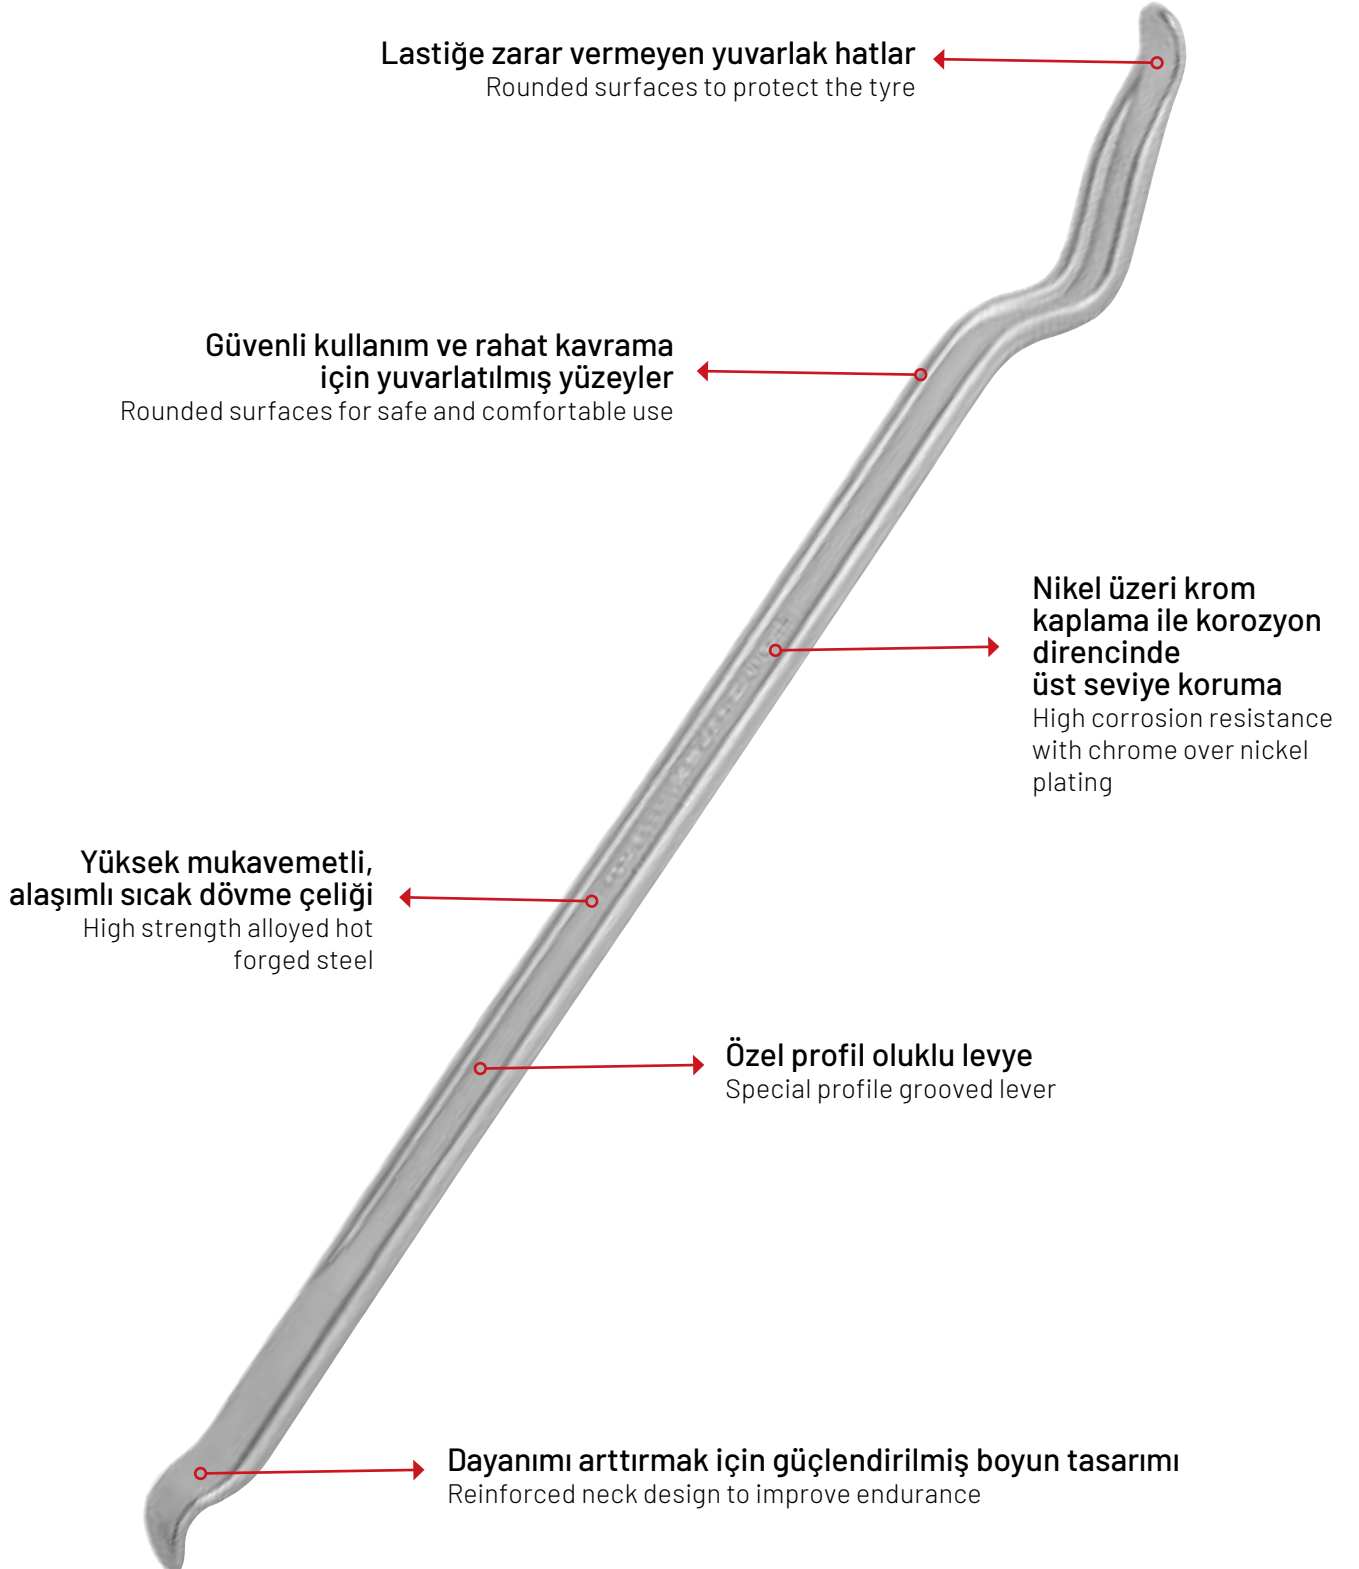 Lastiğe zarar vermeyen yuvarlak hatlar
Rounded surfaces to protect the tyre
Güvenli kullanım ve rahat kavrama
için yuvarlatılmış yüzeyler
Rounded surfaces for safe and comfortable use
Nikel üzeri krom
kaplama ile korozyon
direncinde
üst seviye koruma
High corrosion resistance
with chrome over nickel
plating
Yüksek mukavemetli,
alaşımlı sıcak dövme çeliği
High strength alloyed hot
forged steel
Özel profil oluklu levye
Special profile grooved lever
Dayanımı arttırmak için güçlendirilmiş boyun tasarımı
Reinforced neck design to improve endurance